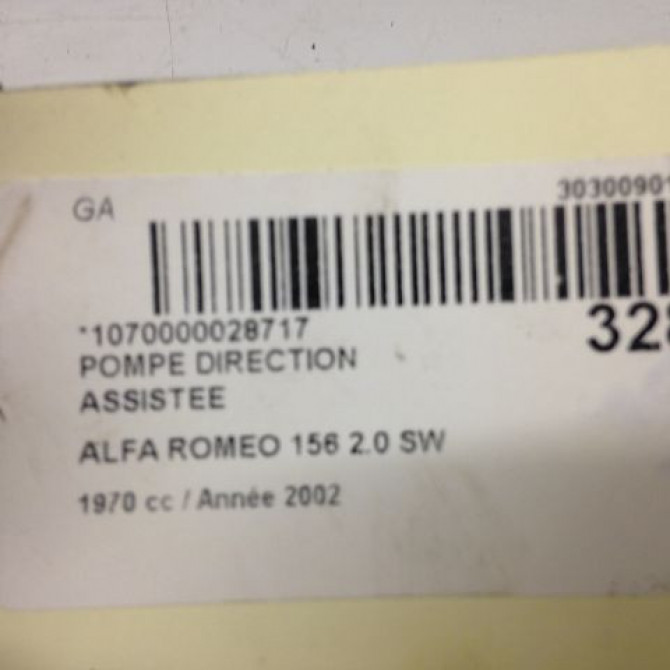 GA
30300901
*1070000028717
328
POMPE DIRECTION
ASSISTEE
ALFA ROMEO 156 2.0 SW
1970 cc / Année 2002